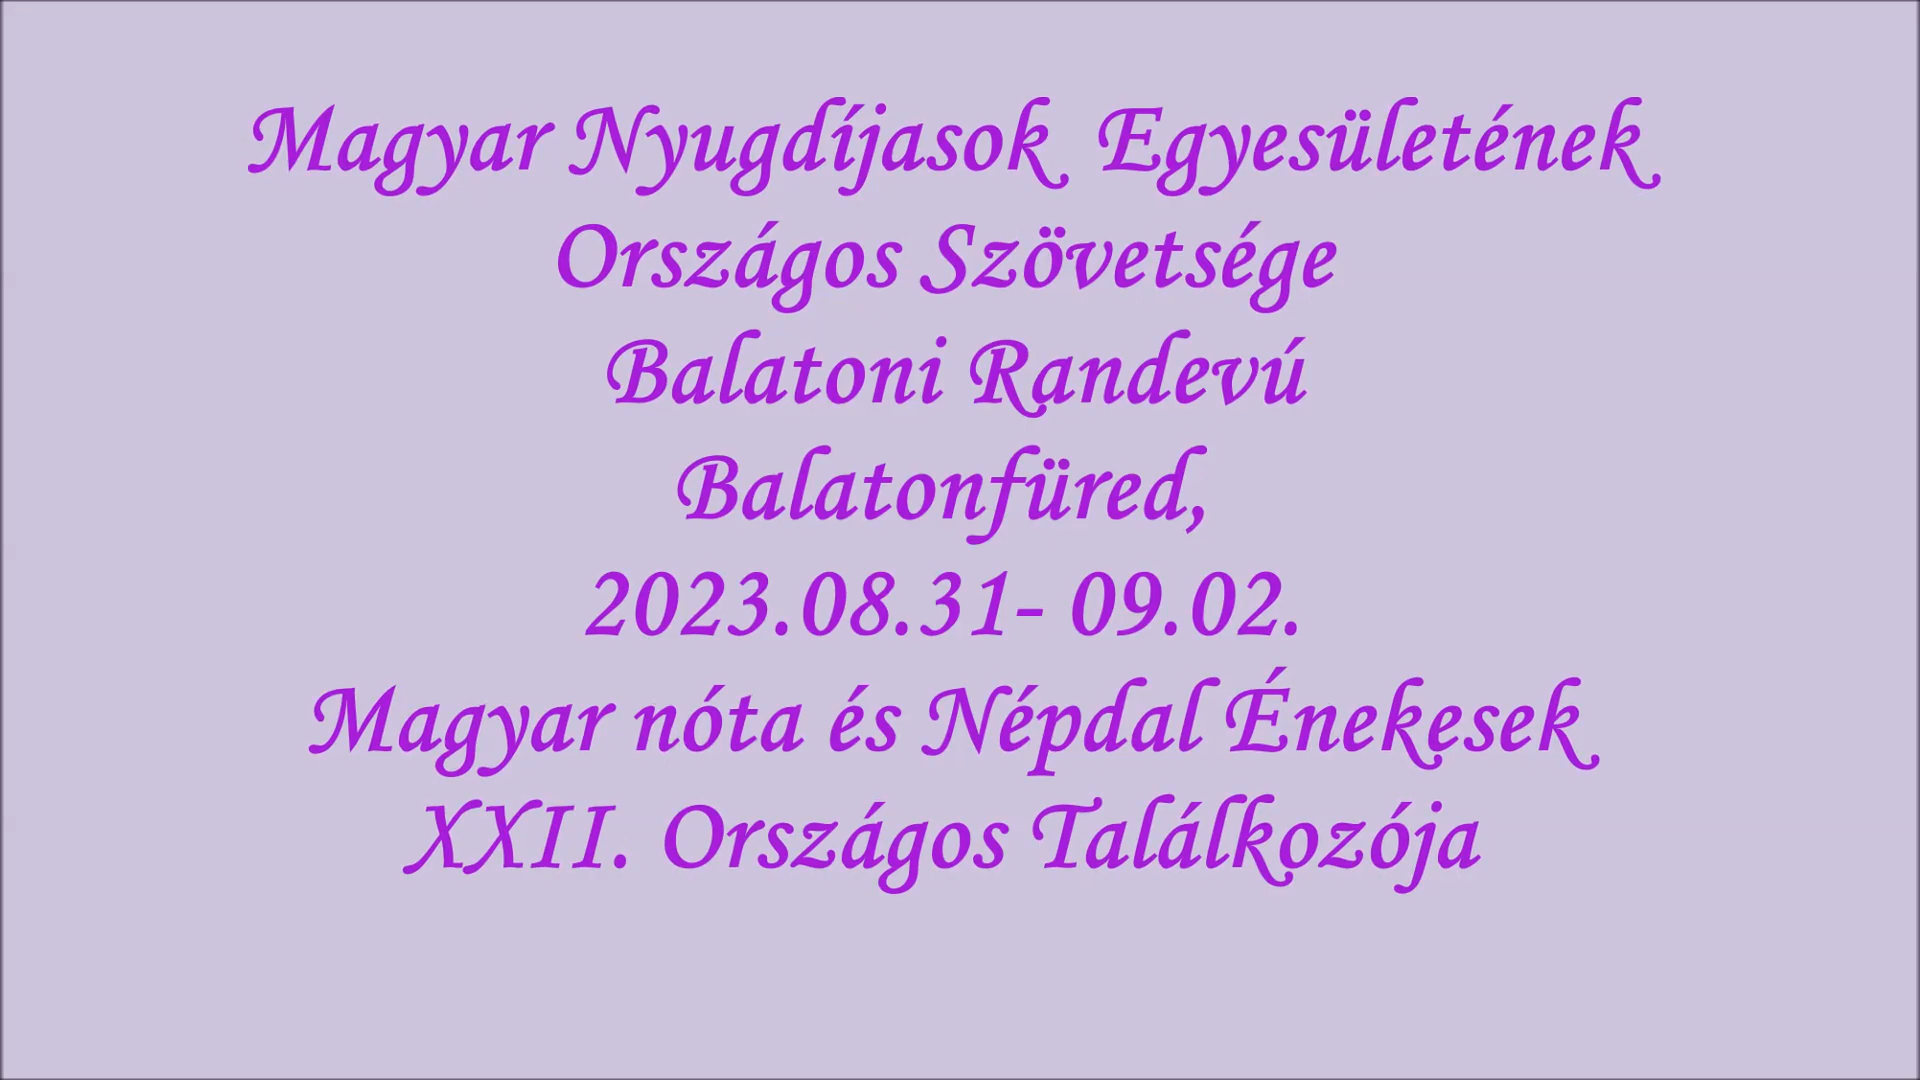 Magyar Nyugdíjasok Egyesületének
Országos Szövetsége
Balatoni Randevú
Balatonfüred,
2023.08.31- 09.02.
Magyar nóta és Népdal Énekesek
XXII. Országos Találkozója